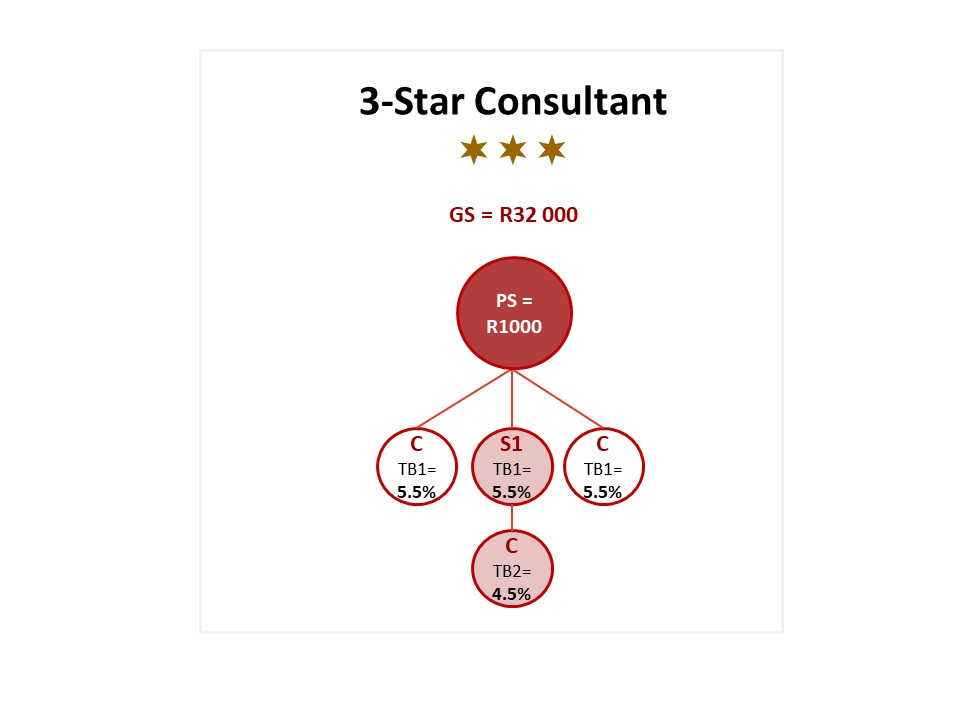 3-Star Consultant
GS = R32 000
PS =
R1000
C
TB1=
5.5%
S1
TB1=
5.5%
C
TB1=
5.5%
C
TB2=
4.5%